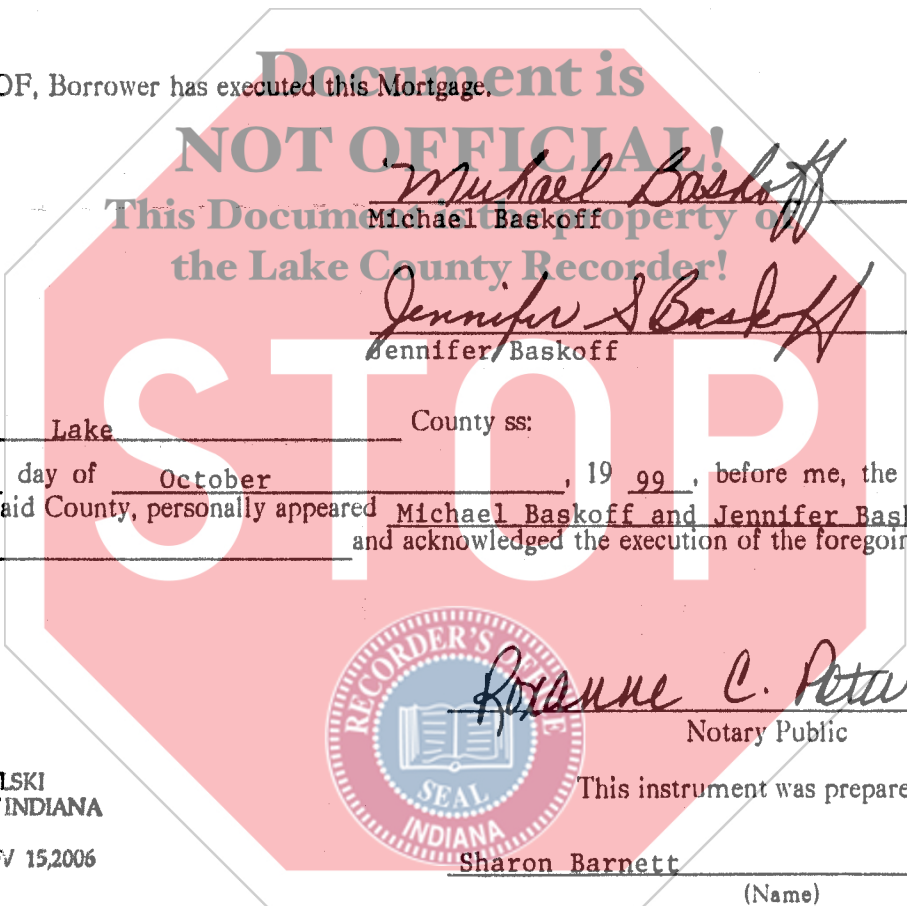 Document is
OF, Borrower has executed this Mortgage.
NOT OFFICIAL!
Michael Baskoff
This Document is the property of
Michael Baskoff
the Lake County Recorder!
Jennifer S Baskoff
Jennifer Baskoff
STOP
Lake County ss:
day of October, 19 99, before me, the
aid County, personally appeared Michael Baskoff and Jennifer Bask
and acknowledged the execution of the foregoin
RECORDER'S OFFICE
Roxanne C.
Notary Public
LSKI
This instrument was prepare
INDIANA
SEAL
INDIANA
15,2006
Sharon Barnett
(Name)